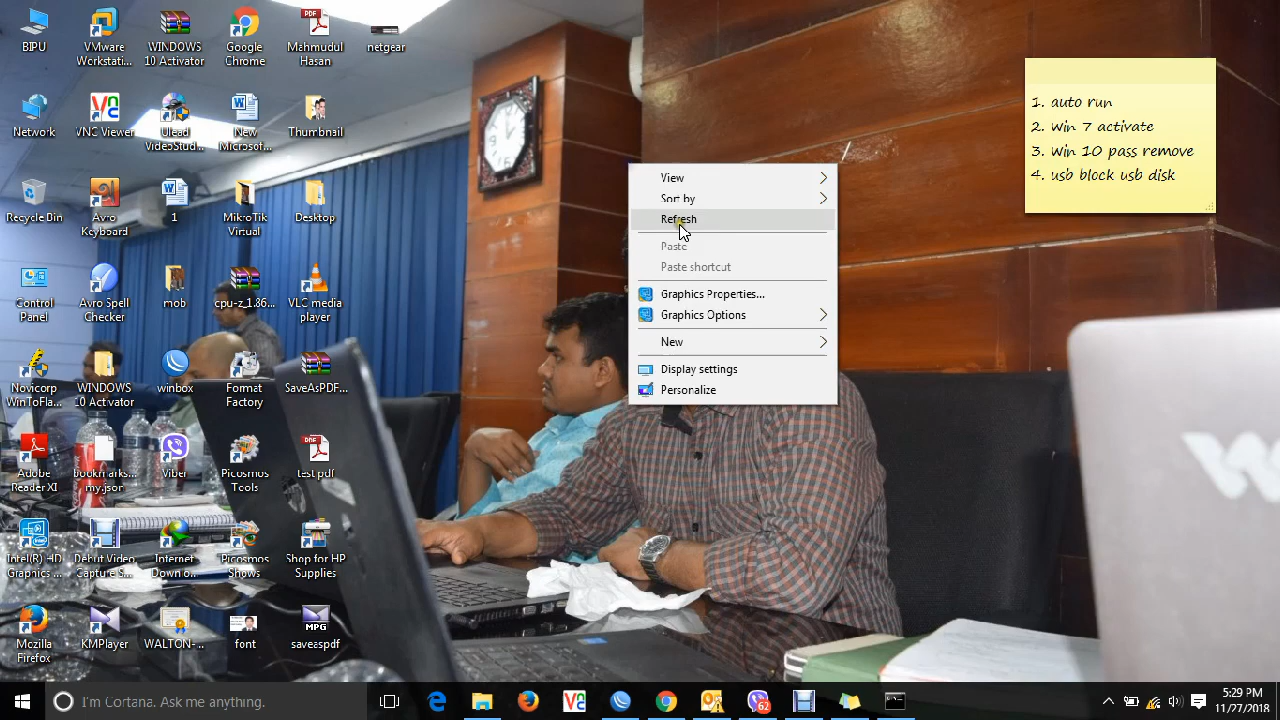 BIPU
VMware
Workstati...
WINDOWS
10 Activator
Google
Chrome
Mahmudul
Hasan
netgear
Network
VNC Viewer
Ulead
VideoStud...
New
Microsof...
Thumbnail
Recycle Bin
Avro
Keyboard
1
MikroTik
Virtual
Desktop
Control
Panel
Avro Spell
Checker
mob
cpu-z_1.86...
VLC media
player
Novicorp
WinToFla...
WINDOWS
10 Activator
winbox
Format
Factory
SaveAsPDF...
Adobe
Reader XI
bookmarks...
my.json
Viber
Picosmos
Tools
test.pdf
Intel(R) HD
Graphics ...
Debut Video
Capture S...
Internet
Downlo...
Picosmos
Shows
Shop for HP
Supplies
Mozilla
Firefox
KMPlayer
WALTON-...
font
saveaspdf
View
Sort by
Refresh
Paste
Paste shortcut
Graphics Properties...
Graphics Options
New
Display settings
Personalize
1. auto run
2. Win 7 activate
3. Win 10 pass remove
4. usb block usb disk
I'm Cortana. Ask me anything.
62
5:29 PM
11/27/2018